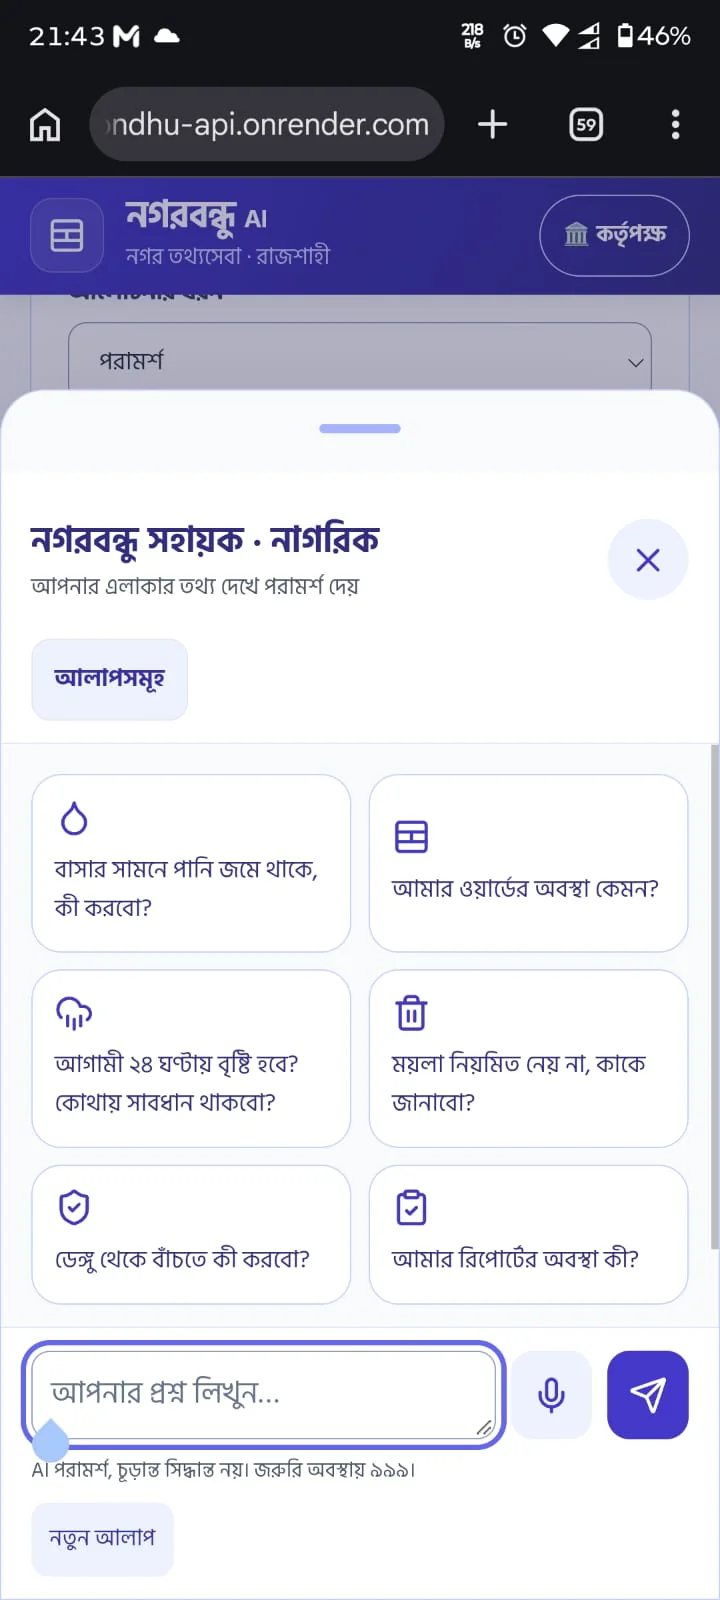 21:43
218
B/s
46%
ondhu-api.onrender.com
59
নগরবন্ধু AI
নগর তথ্যসেবা · রাজশাহী
🏛️ কর্তৃপক্ষ
পরামর্শ
নগরবন্ধু সহায়ক · নাগরিক
আপনার এলাকার তথ্য দেখে পরামর্শ দেয়
আলাপসমূহ
বাসার সামনে পানি জমে থাকে,
কী করবো?
আমার ওয়ার্ডের অবস্থা কেমন?
আগামী ২৪ ঘণ্টায় বৃষ্টি হবে?
কোথায় সাবধান থাকবো?
ময়লা নিয়মিত নেয় না, কাকে
জানাবো?
ডেঙ্গু থেকে বাঁচতে কী করবো?
আমার রিপোর্টের অবস্থা কী?
আপনার প্রশ্ন লিখুন...
AI পরামর্শ, চূড়ান্ত সিদ্ধান্ত নয়। জরুরি অবস্থায় ৯৯৯।
নতুন আলাপ